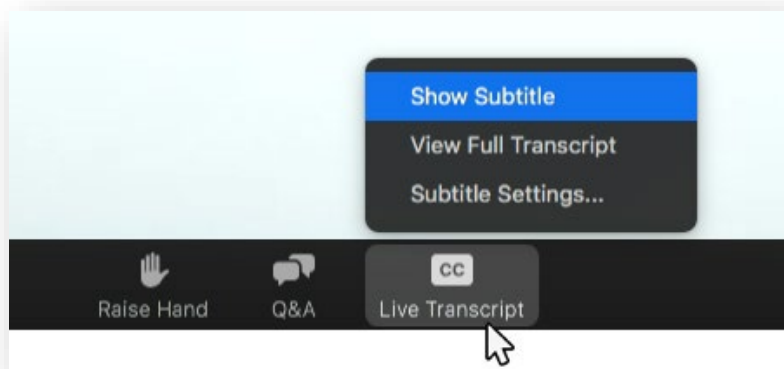 Show Subtitle
View Full Transcript
Subtitle Settings...
CC
Raise Hand
Q&A
Live Transcript